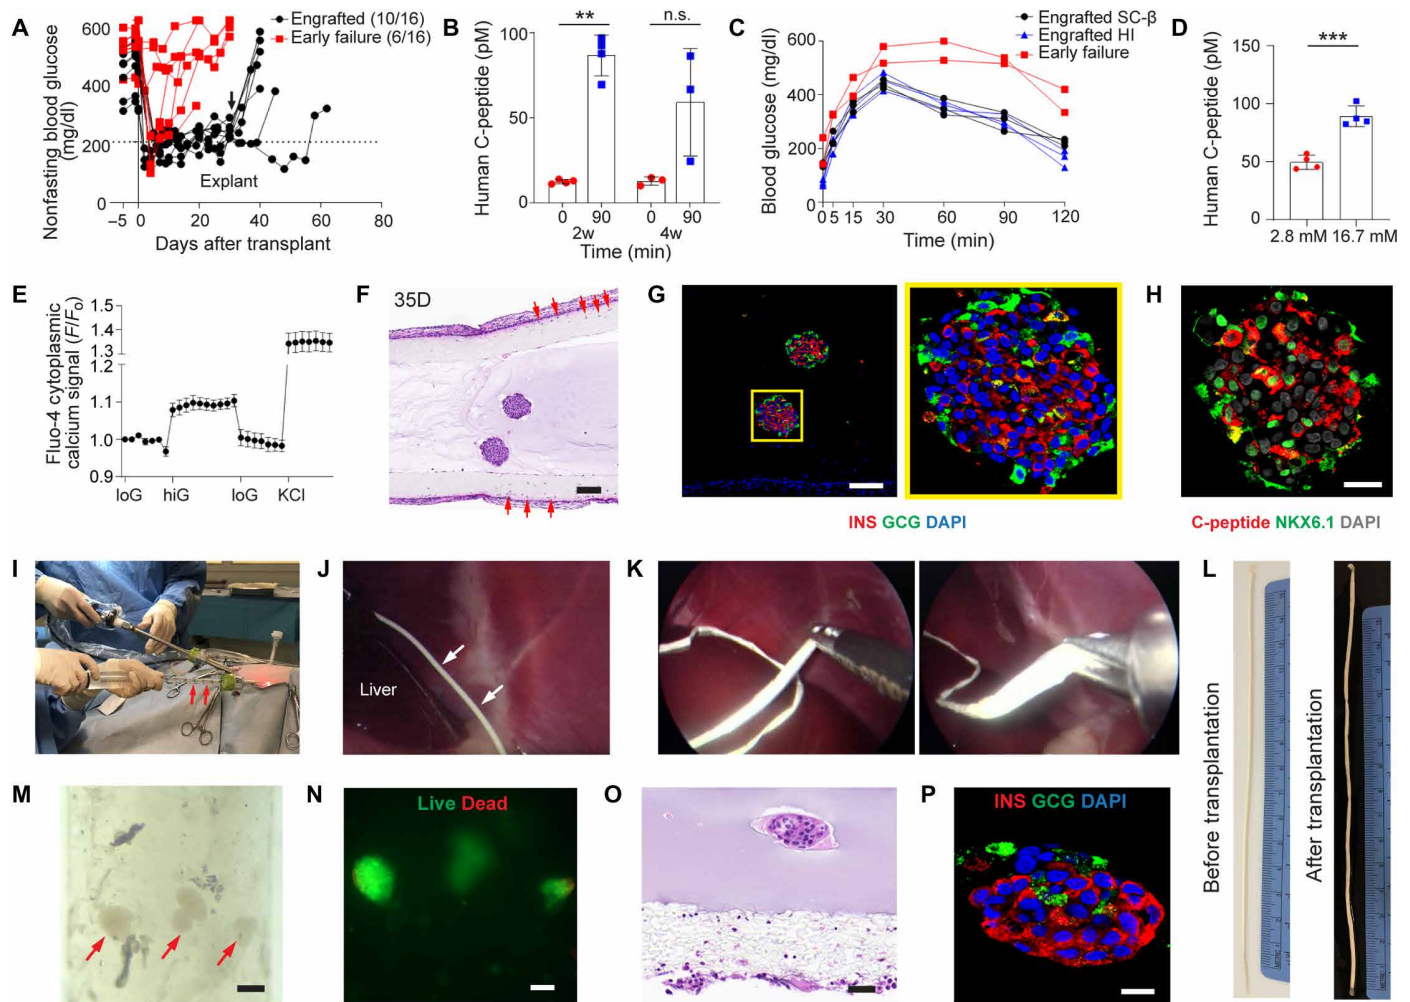 A
Nonfasting blood glucose
(mg/dl)
600
400
200
0
−5 0 20 40 60 80
Days after transplant
Explant
Engrafted (10/16)
Early failure (6/16)
B
Human C-peptide (pM)
100
50
0
**
n.s.
0 90 0 90
2w 4w
Time (min)
C
Blood glucose (mg/dl)
600
400
200
0
0 5 15 30 60 90 120
Time (min)
Engrafted SC-β
Engrafted HI
Early failure
D
Human C-peptide (pM)
150
100
50
0
***
2.8 mM 16.7 mM
E
Fluo-4 cytoplasmic
calcium signal (F/Fo)
1.5
1.4
1.3
1.2
1.1
1.0
0.9
loG hiG loG KCl
F
35D
G
INS GCG DAPI
H
C-peptide NKX6.1 DAPI
I
J
Liver
K
L
Before transplantation
After transplantation
M
N
Live Dead
O
P
INS GCG DAPI